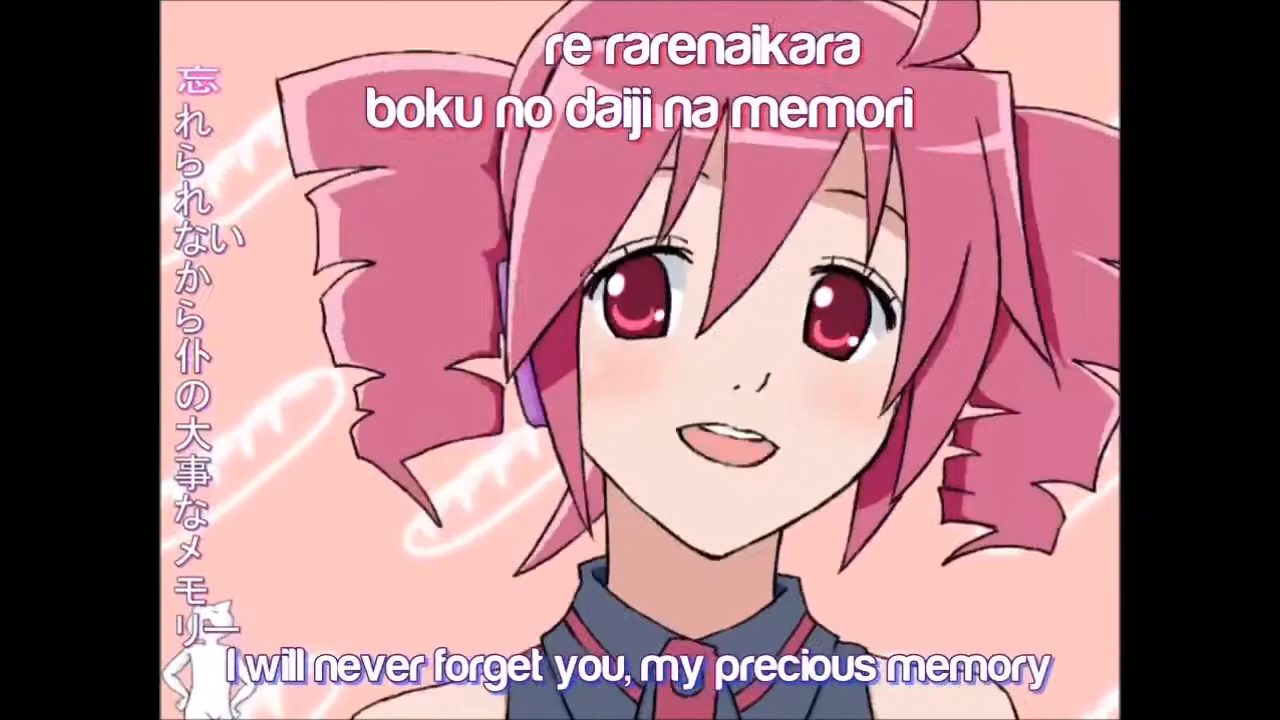 re rarenaikara
boku no daiji na memori
忘れられないから僕の大事なメモリー
I will never forget you, my precious memory